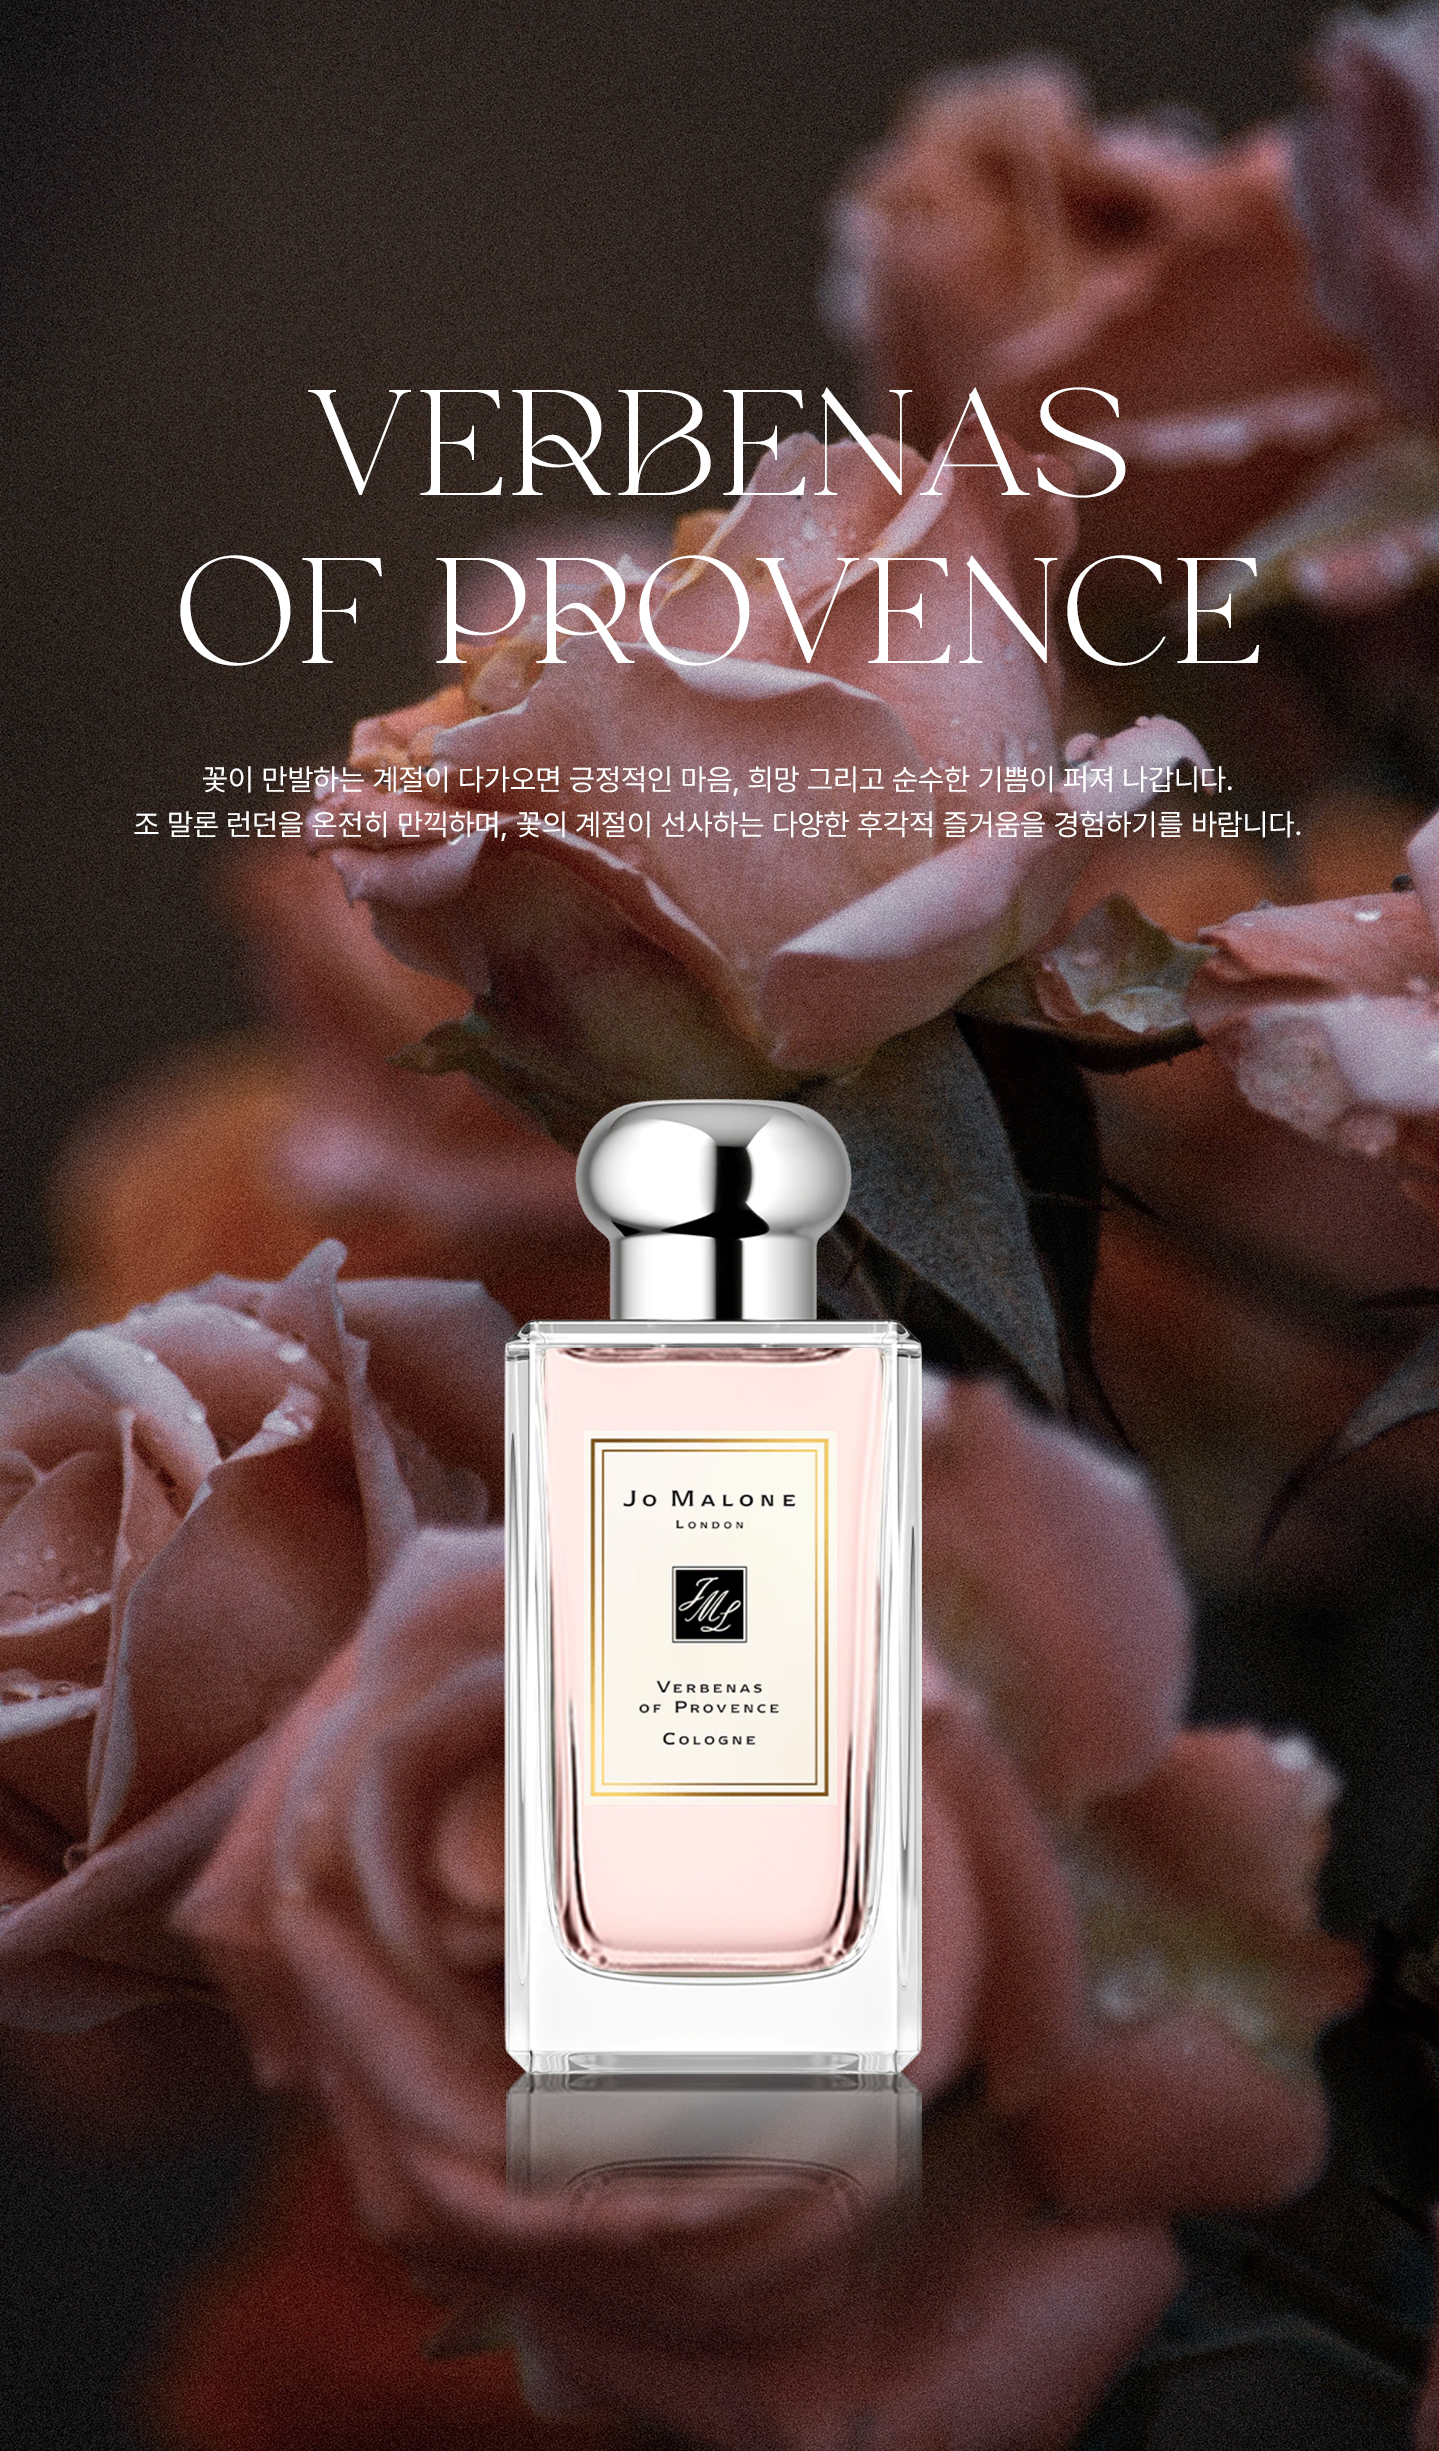 VERBENAS
OF PROVENCE
꽃이 만발하는 계절이 다가오면 긍정적인 마음, 희망 그리고 순수한 기쁨이 퍼져 나갑니다.
조 말론 런던을 온전히 만끽하며, 꽃의 계절이 선사하는 다양한 후각적 즐거움을 경험하기를 바랍니다.
JO MALONE
LONDON
JML
VERBENAS
OF PROVENCE
COLOGNE